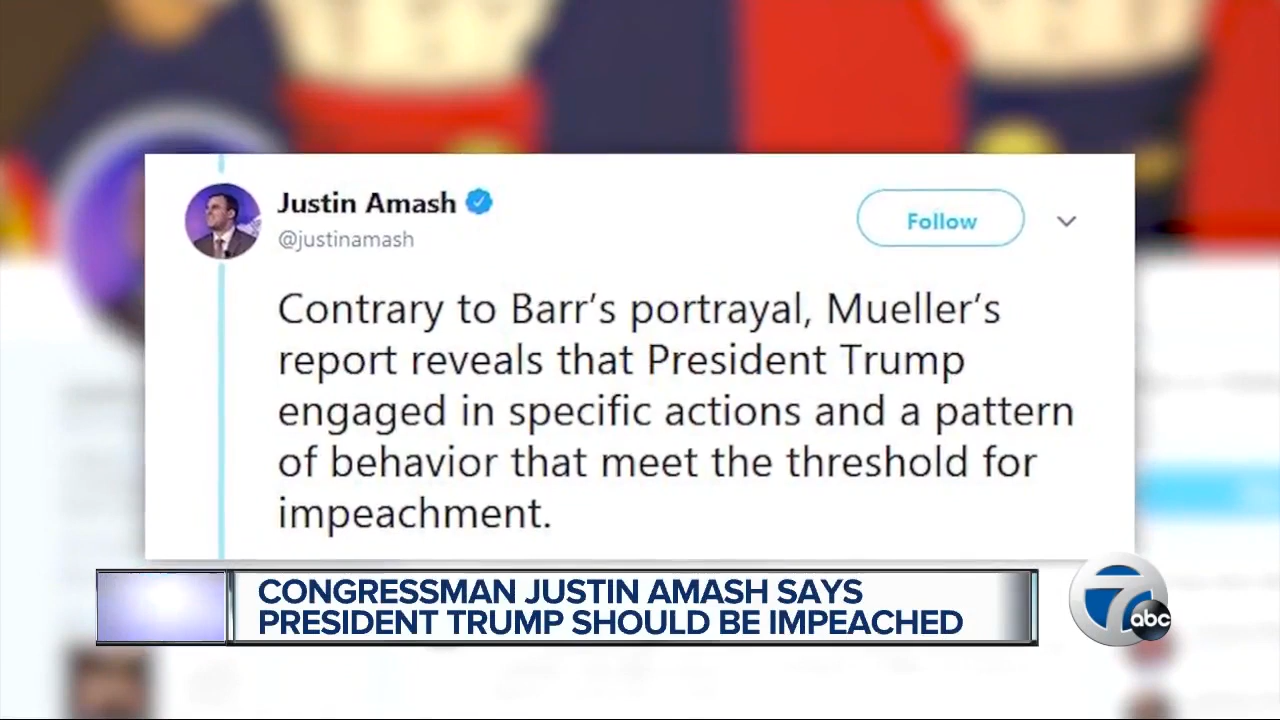 Justin Amash
@justinamash
Follow
Contrary to Barr’s portrayal, Mueller’s
report reveals that President Trump
engaged in specific actions and a pattern
of behavior that meet the threshold for
impeachment.
CONGRESSMAN JUSTIN AMASH SAYS
PRESIDENT TRUMP SHOULD BE IMPEACHED
7
abc